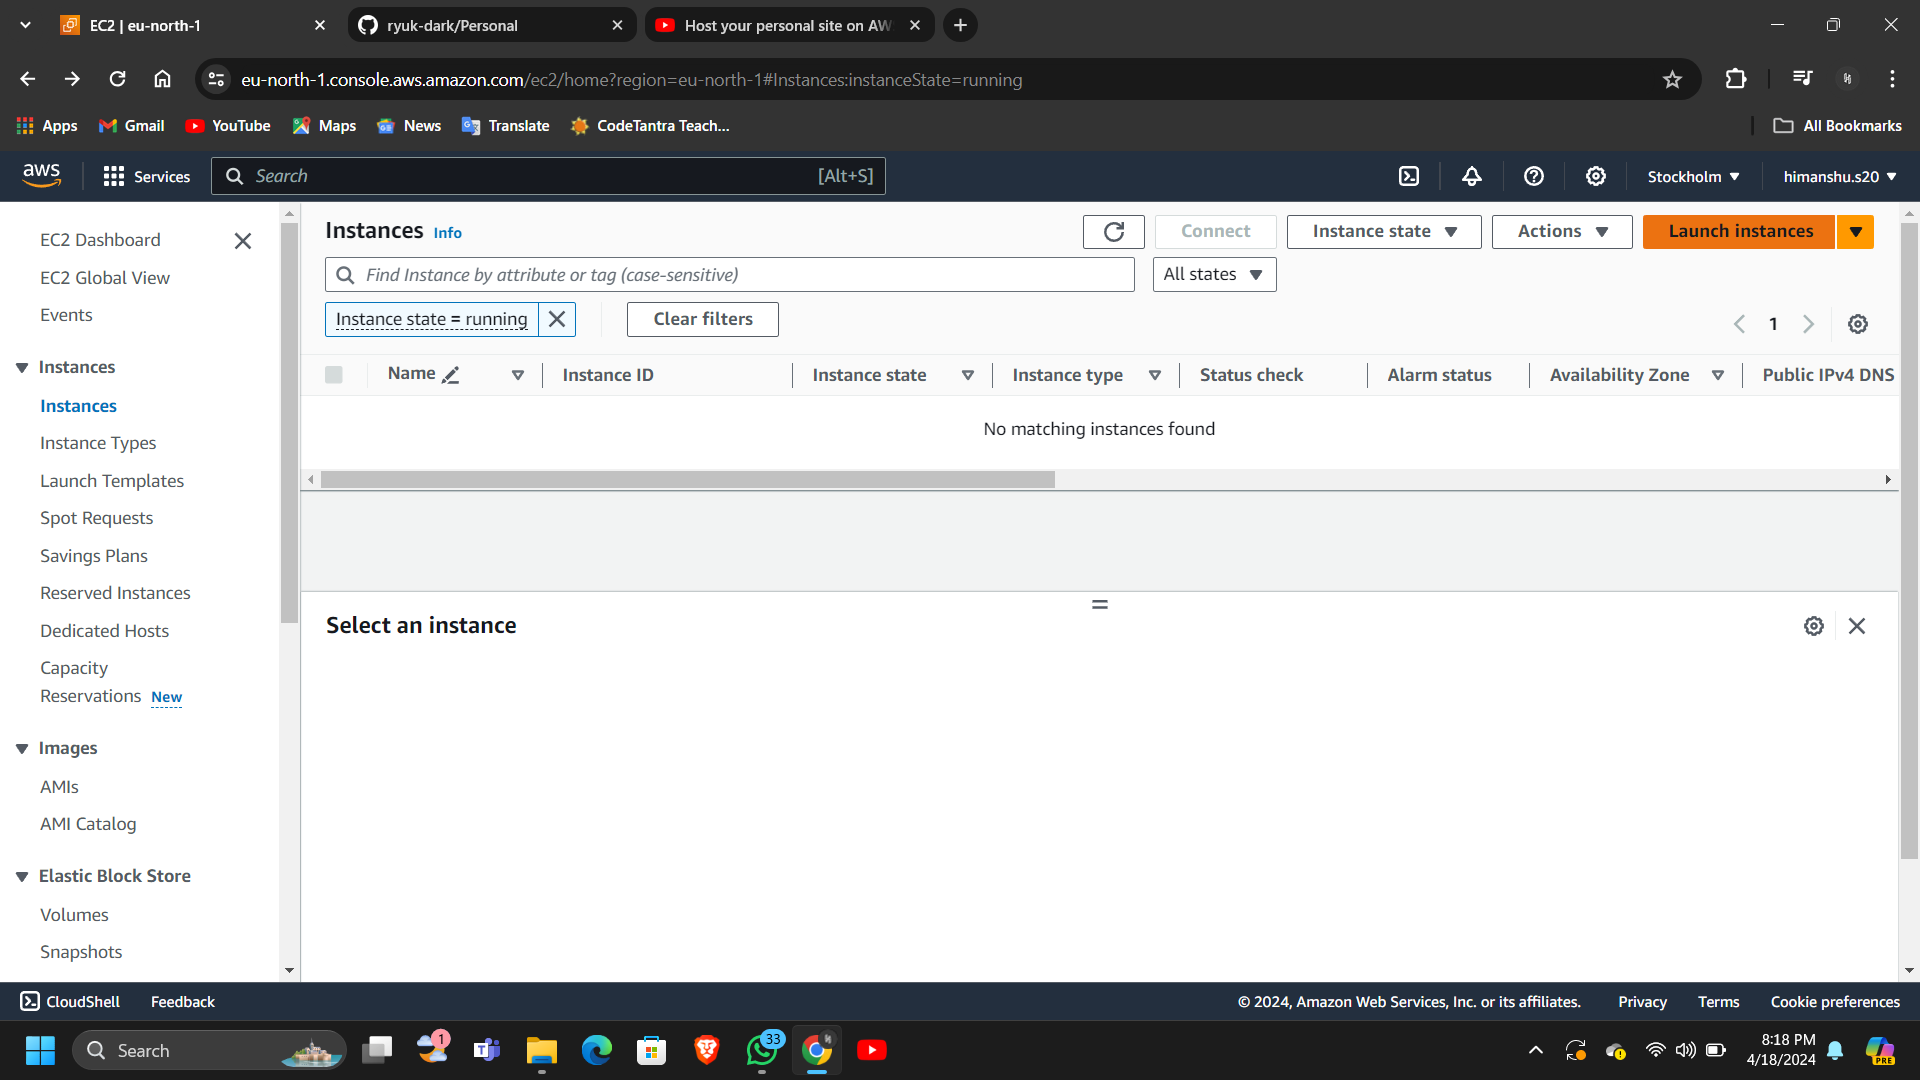 EC2 | eu-north-1
ryuk-dark/Personal
Host your personal site on AW
eu-north-1.console.aws.amazon.com/ec2/home?region=eu-north-1#Instances:instanceState=running
Apps
Gmail
YouTube
Maps
News
Translate
CodeTantra Teach...
All Bookmarks
aws
Services
Search
[Alt+S]
Stockholm
himanshu.s20
EC2 Dashboard
EC2 Global View
Events
Instances
Instances
Instance Types
Launch Templates
Spot Requests
Savings Plans
Reserved Instances
Dedicated Hosts
Capacity
Reservations New
Images
AMIs
AMI Catalog
Elastic Block Store
Volumes
Snapshots
Instances Info
Connect
Instance state
Actions
Launch instances
Find Instance by attribute or tag (case-sensitive)
All states
Instance state = running
Clear filters
1
Name
Instance ID
Instance state
Instance type
Status check
Alarm status
Availability Zone
Public IPv4 DNS
No matching instances found
Select an instance
CloudShell
Feedback
© 2024, Amazon Web Services, Inc. or its affiliates.
Privacy
Terms
Cookie preferences
Search
1
33
8:18 PM
4/18/2024
PRE